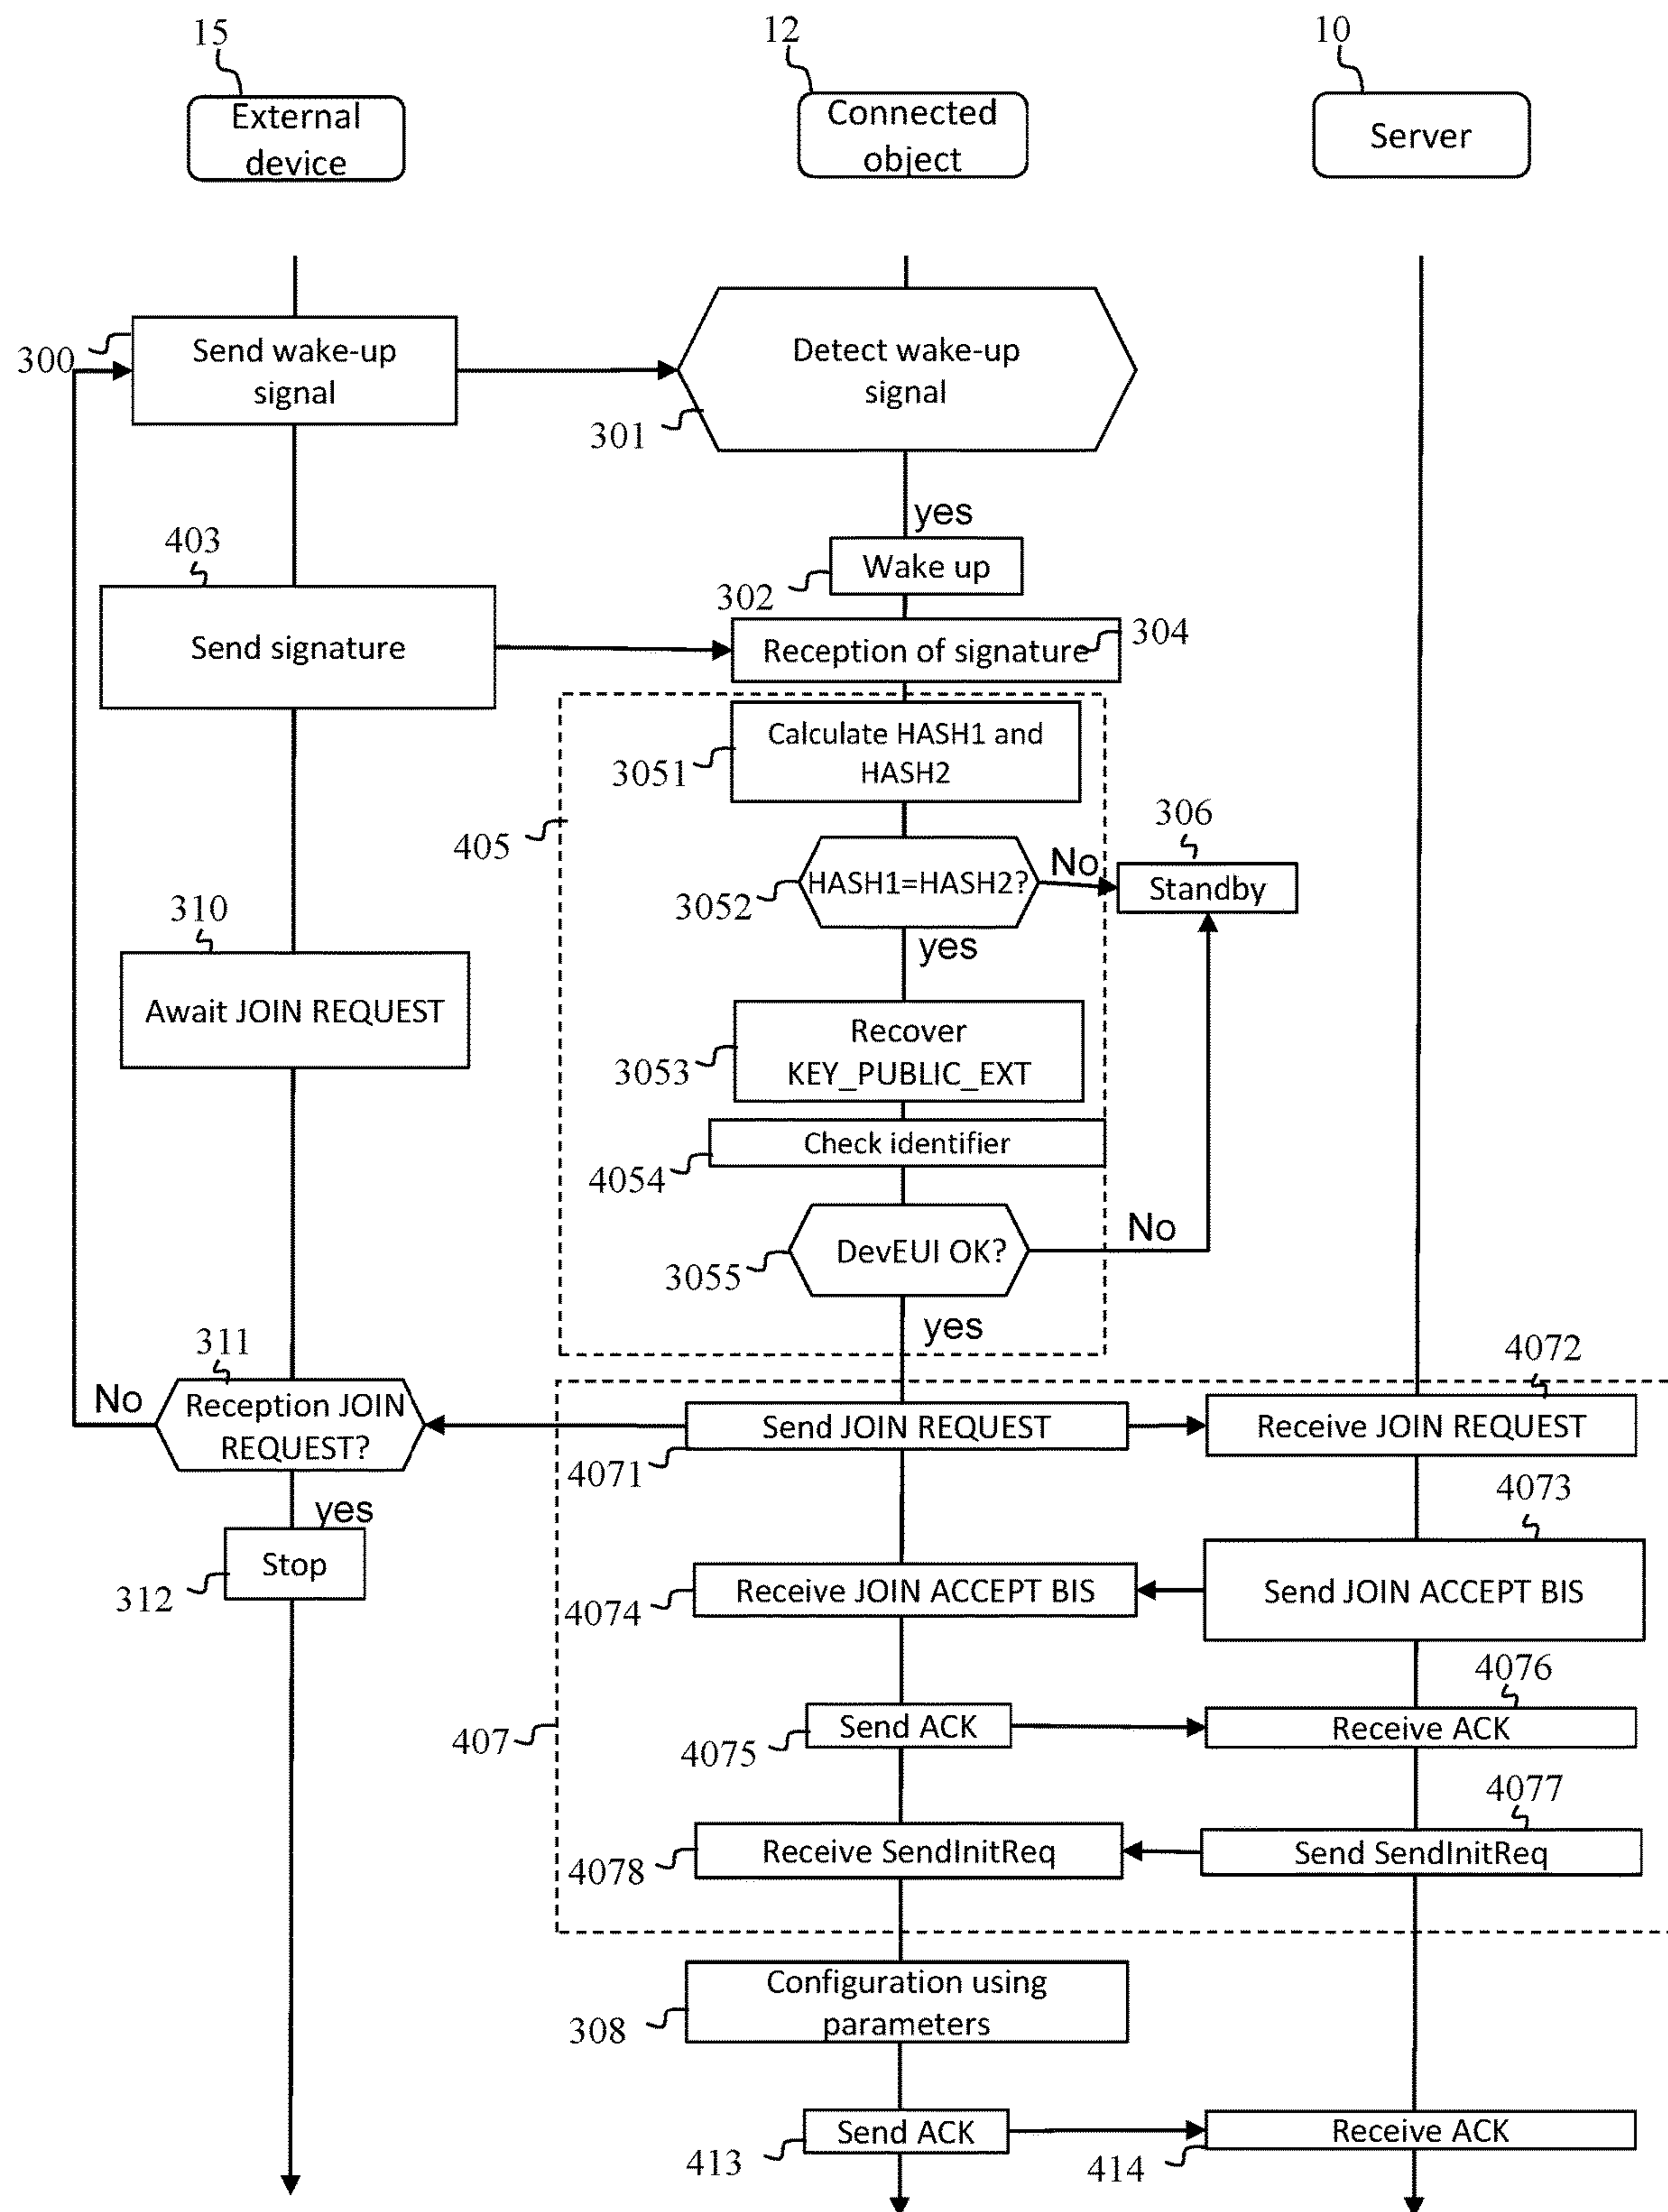 15
12
10
External
device
Connected
object
Server
300
Send wake-up
signal
Detect wake-up
signal
301
yes
403
Wake up
302
Send signature
Reception of signature
304
Calculate HASH1 and
HASH2
3051
405
306
HASH1=HASH2?
No
Standby
3052
yes
310
Await JOIN REQUEST
Recover
KEY_PUBLIC_EXT
3053
Check identifier
4054
DevEUI OK?
No
3055
yes
311
4072
No
Reception JOIN
REQUEST?
Send JOIN REQUEST
Receive JOIN REQUEST
4071
4073
yes
Stop
312
Receive JOIN ACCEPT BIS
Send JOIN ACCEPT BIS
4074
4076
407
Send ACK
Receive ACK
4075
4077
Receive SendInitReq
Send SendInitReq
4078
Configuration using
parameters
308
Send ACK
Receive ACK
413
414